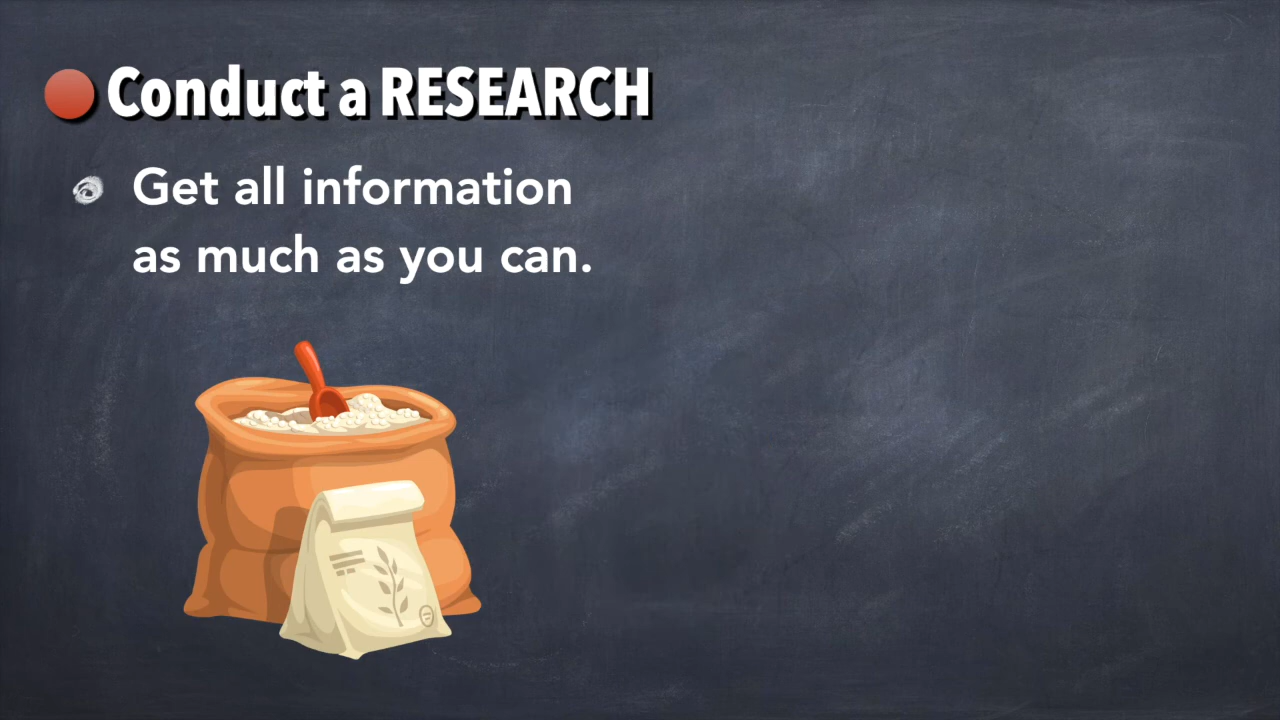 Conduct a RESEARCH
Get all information
as much as you can.